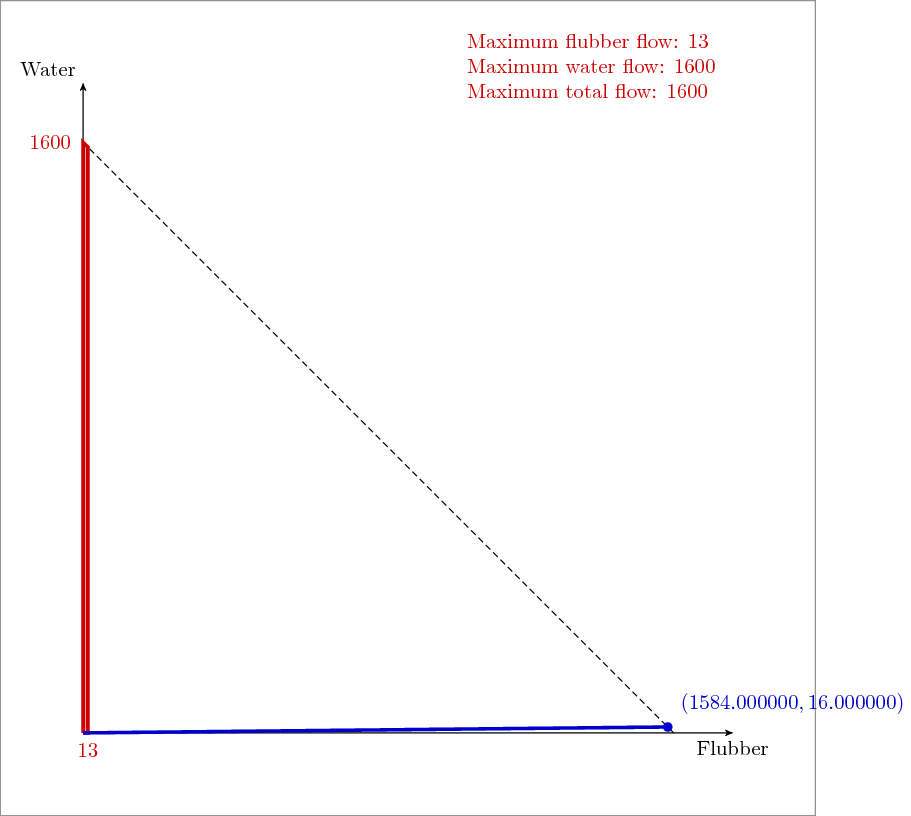 Maximum flubber flow: 13
Maximum water flow: 1600
Maximum total flow: 1600
Water
1600
(1584.000000, 16.000000)
Flubber
13